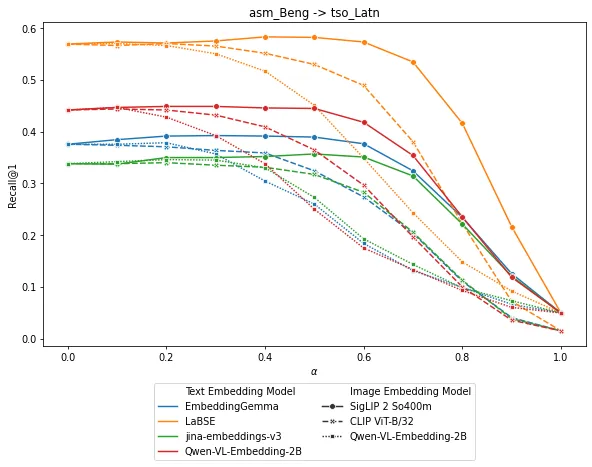 asm_Beng -> tso_Latn
Recall@1
0.6
0.5
0.4
0.3
0.2
0.1
0.0
0.0 0.2 0.4 0.6 0.8 1.0
α
Text Embedding Model
EmbeddingGemma
LaBSE
jina-embeddings-v3
Qwen-VL-Embedding-2B
Image Embedding Model
SigLIP 2 So400m
CLIP ViT-B/32
Qwen-VL-Embedding-2B